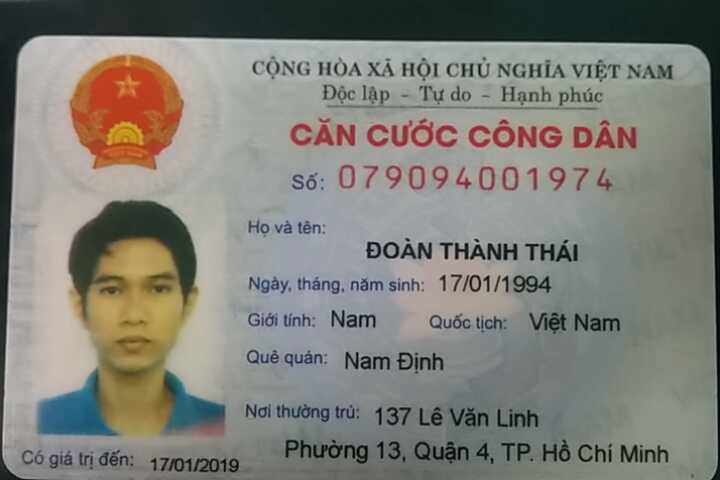 CỘNG HÒA XÃ HỘI CHỦ NGHĨA VIỆT NAM
Độc lập - Tự do - Hạnh phúc
CĂN CƯỚC CÔNG DÂN
Số: 079094001974
Họ và tên:
ĐOÀN THÀNH THÁI
Ngày, tháng, năm sinh: 17/01/1994
Giới tính: Nam Quốc tịch: Việt Nam
Quê quán: Nam Định
Nơi thường trú: 137 Lê Văn Linh
Phường 13, Quận 4, TP. Hồ Chí Minh
Có giá trị đến: 17/01/2019